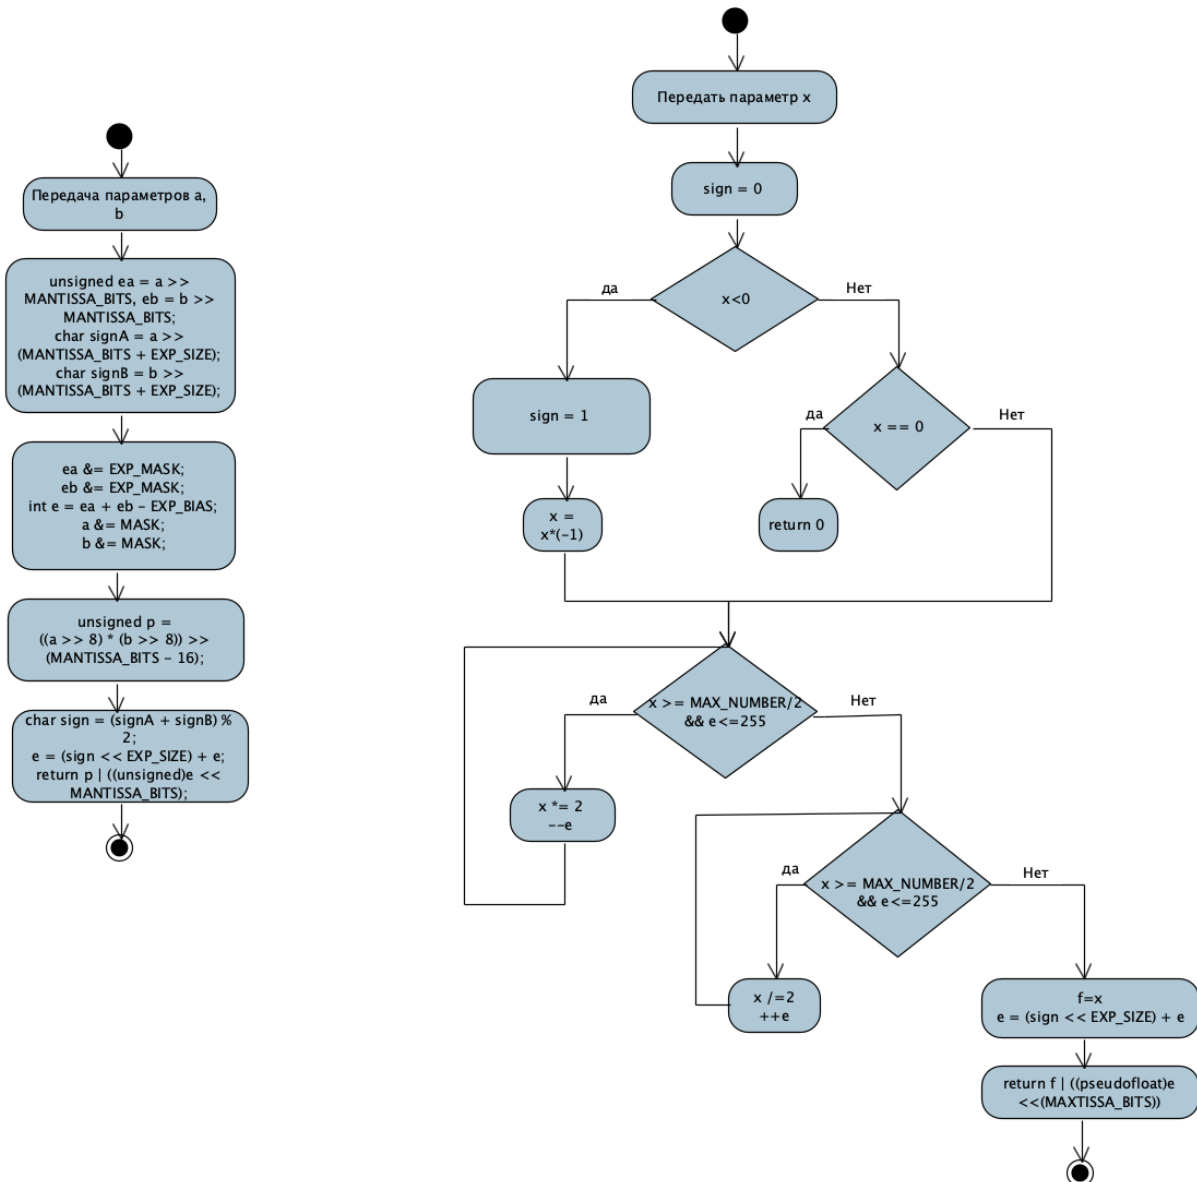 Передача параметров a,
b
unsigned ea = a >>
MANTISSA_BITS, eb = b >>
MANTISSA_BITS;
char signA = a >>
(MANTISSA_BITS + EXP_SIZE);
char signB = b >>
(MANTISSA_BITS + EXP_SIZE);
ea &= EXP_MASK;
eb &= EXP_MASK;
int e = ea + eb - EXP_BIAS;
a &= MASK;
b &= MASK;
unsigned p =
((a >> 8) * (b >> 8)) >>
(MANTISSA_BITS - 16);
char sign = (signA + signB) %
2;
e = (sign << EXP_SIZE) + e;
return p | ((unsigned)e <<
MANTISSA_BITS);
Передать параметр x
sign = 0
x<0
да
Нет
sign = 1
x =
x*(-1)
x == 0
да
Нет
return 0
x >= MAX_NUMBER/2
&& e<=255
да
Нет
x *= 2
--e
x >= MAX_NUMBER/2
&& e<=255
да
Нет
x /=2
++e
f=x
e = (sign << EXP_SIZE) + e
return f | ((pseudofloat)e
<<(MAXTISSA_BITS))